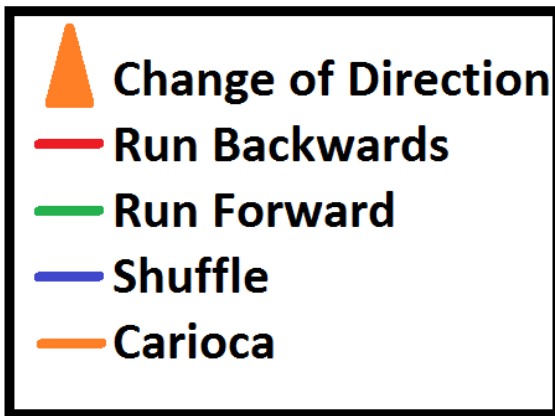 Change of Direction
Run Backwards
Run Forward
Shuffle
Carioca